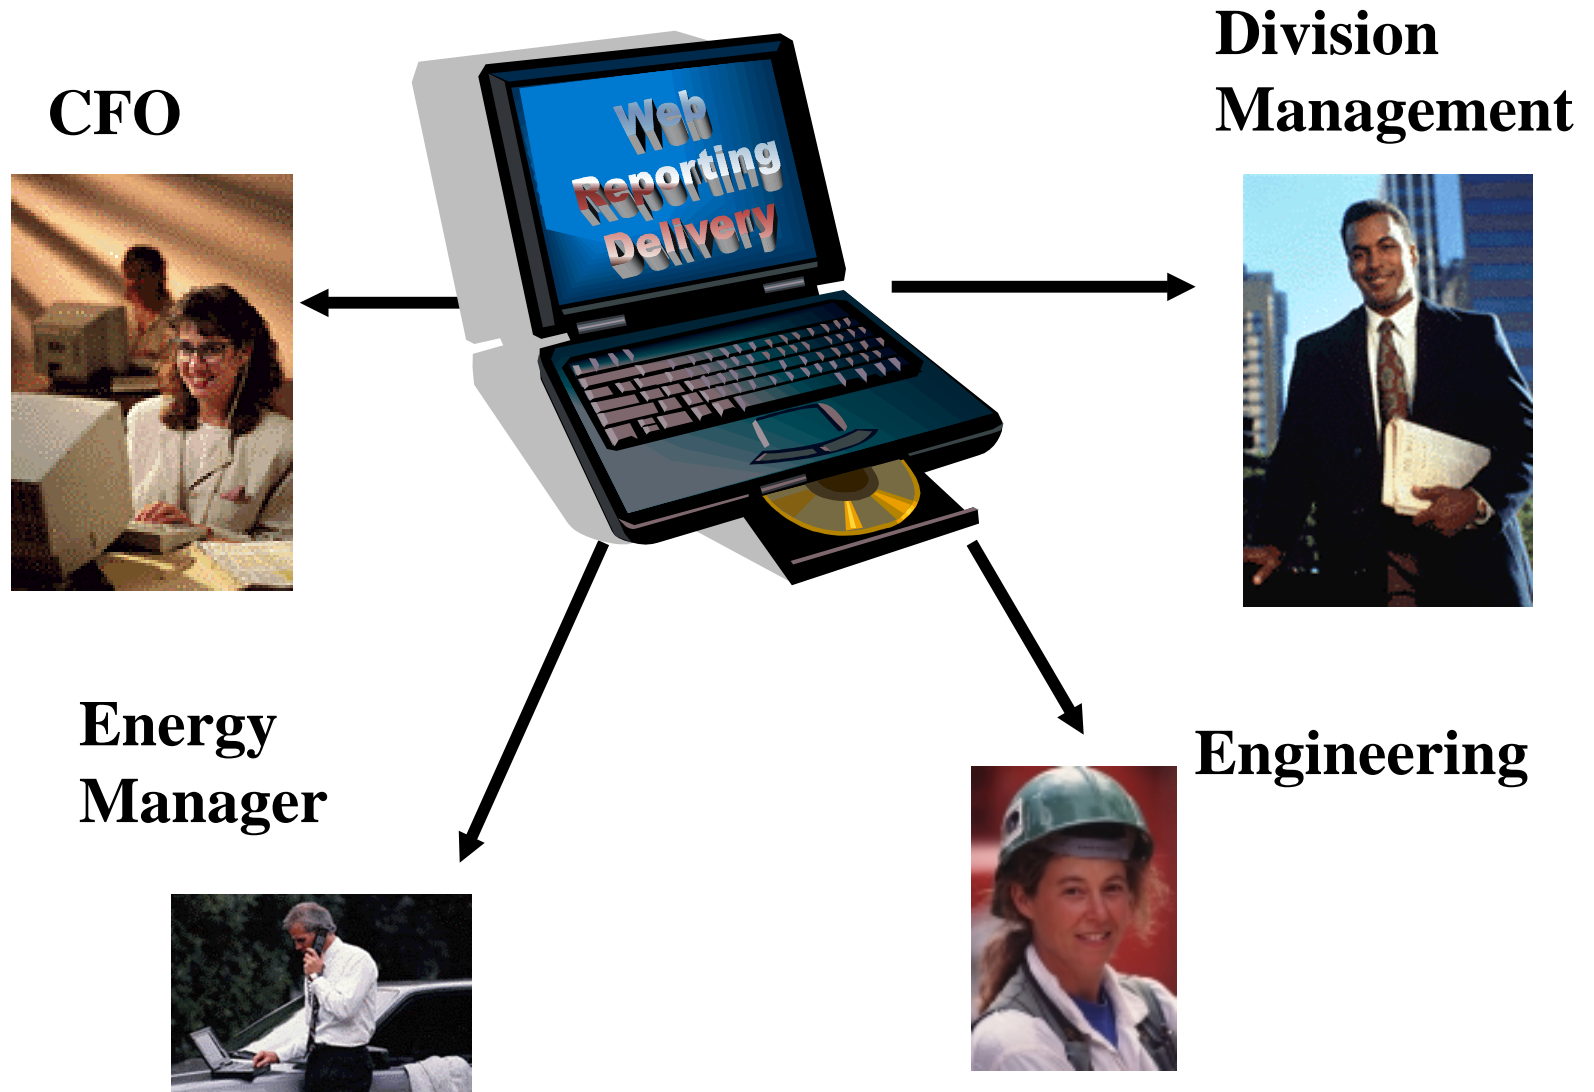 CFO
Web
Reporting
Delivery
Division
Management
Energy
Manager
Engineering